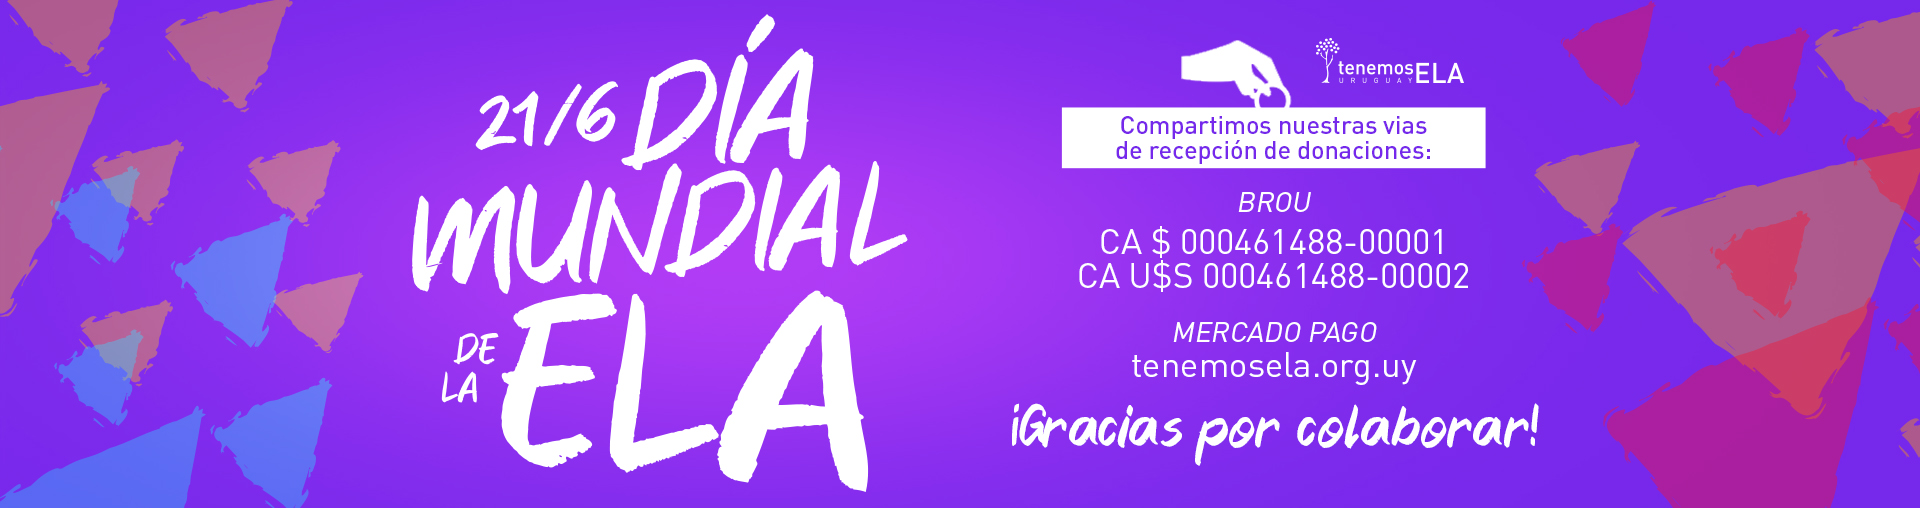 21/6 DÍA
MUNDIAL
DE
LA
ELA
tenemosELA
URUGUAY
Compartimos nuestras vias
de recepción de donaciones:
BROU
CA $ 000461488-00001
CA U$S 000461488-00002
MERCADO PAGO
tenemosela.org.uy
¡Gracias por colaborar!